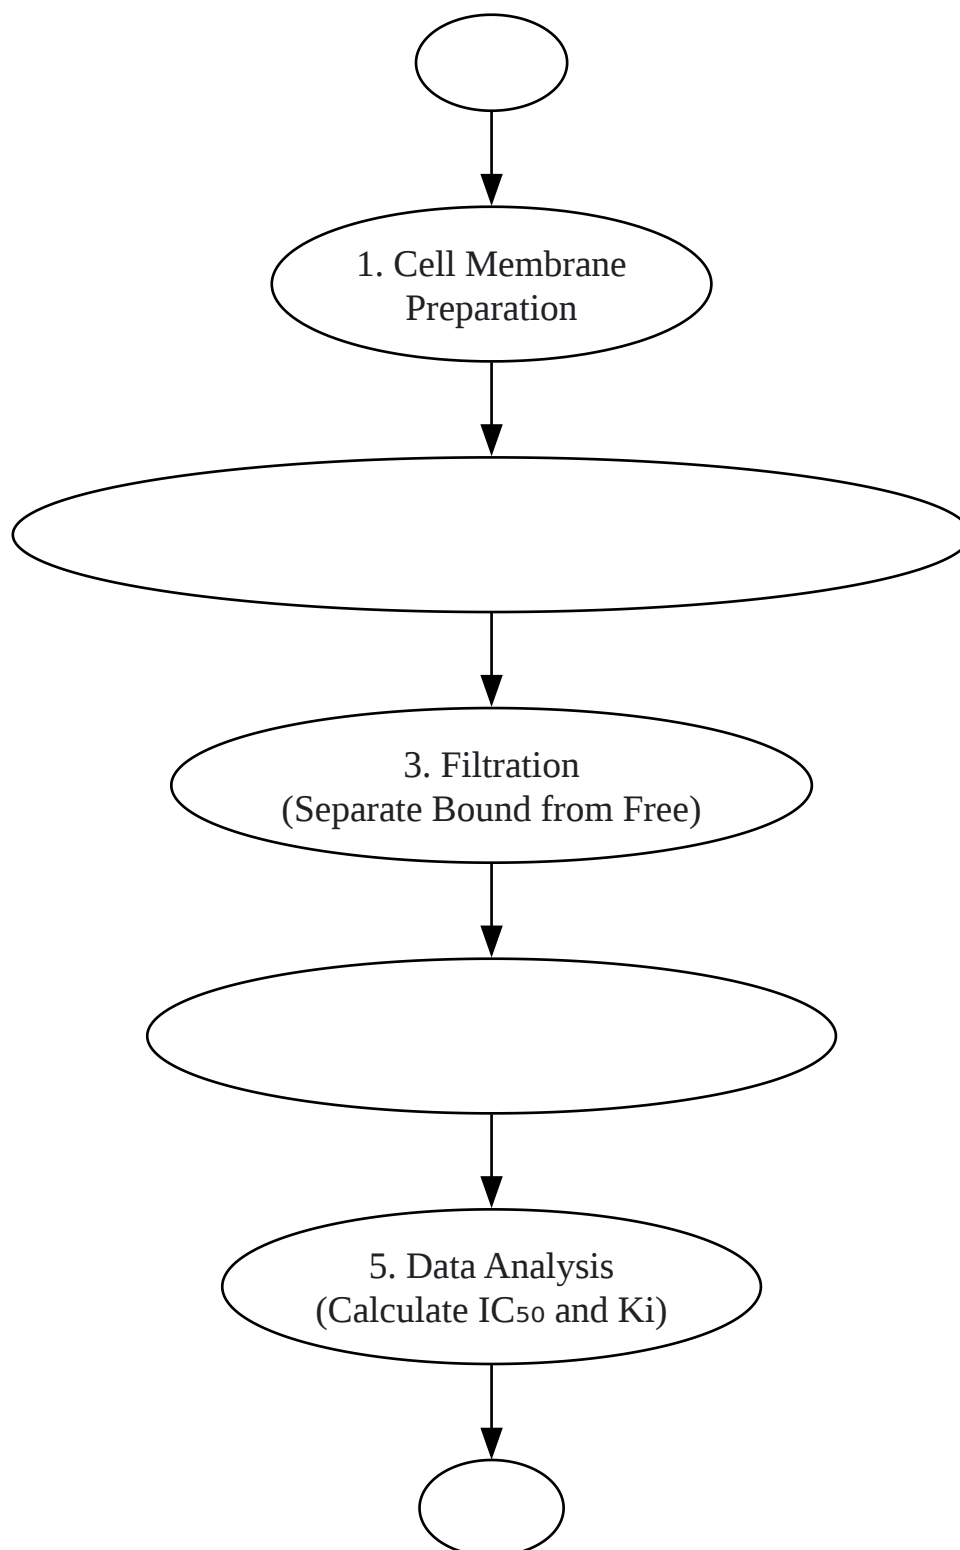 1. Cell Membrane
Preparation
3. Filtration
(Separate Bound from Free)
5. Data Analysis
(Calculate IC₅₀ and Ki)